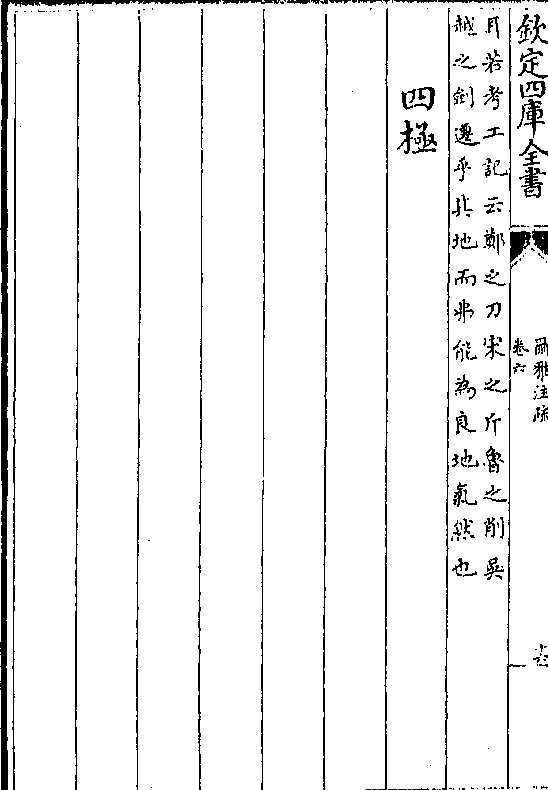 欽定四庫全書
爾雅注疏
卷六
月若考工記云鄭之刀宋之斤魯之削吳
越之劍遷乎其地而弗能為良地氣然也
四極